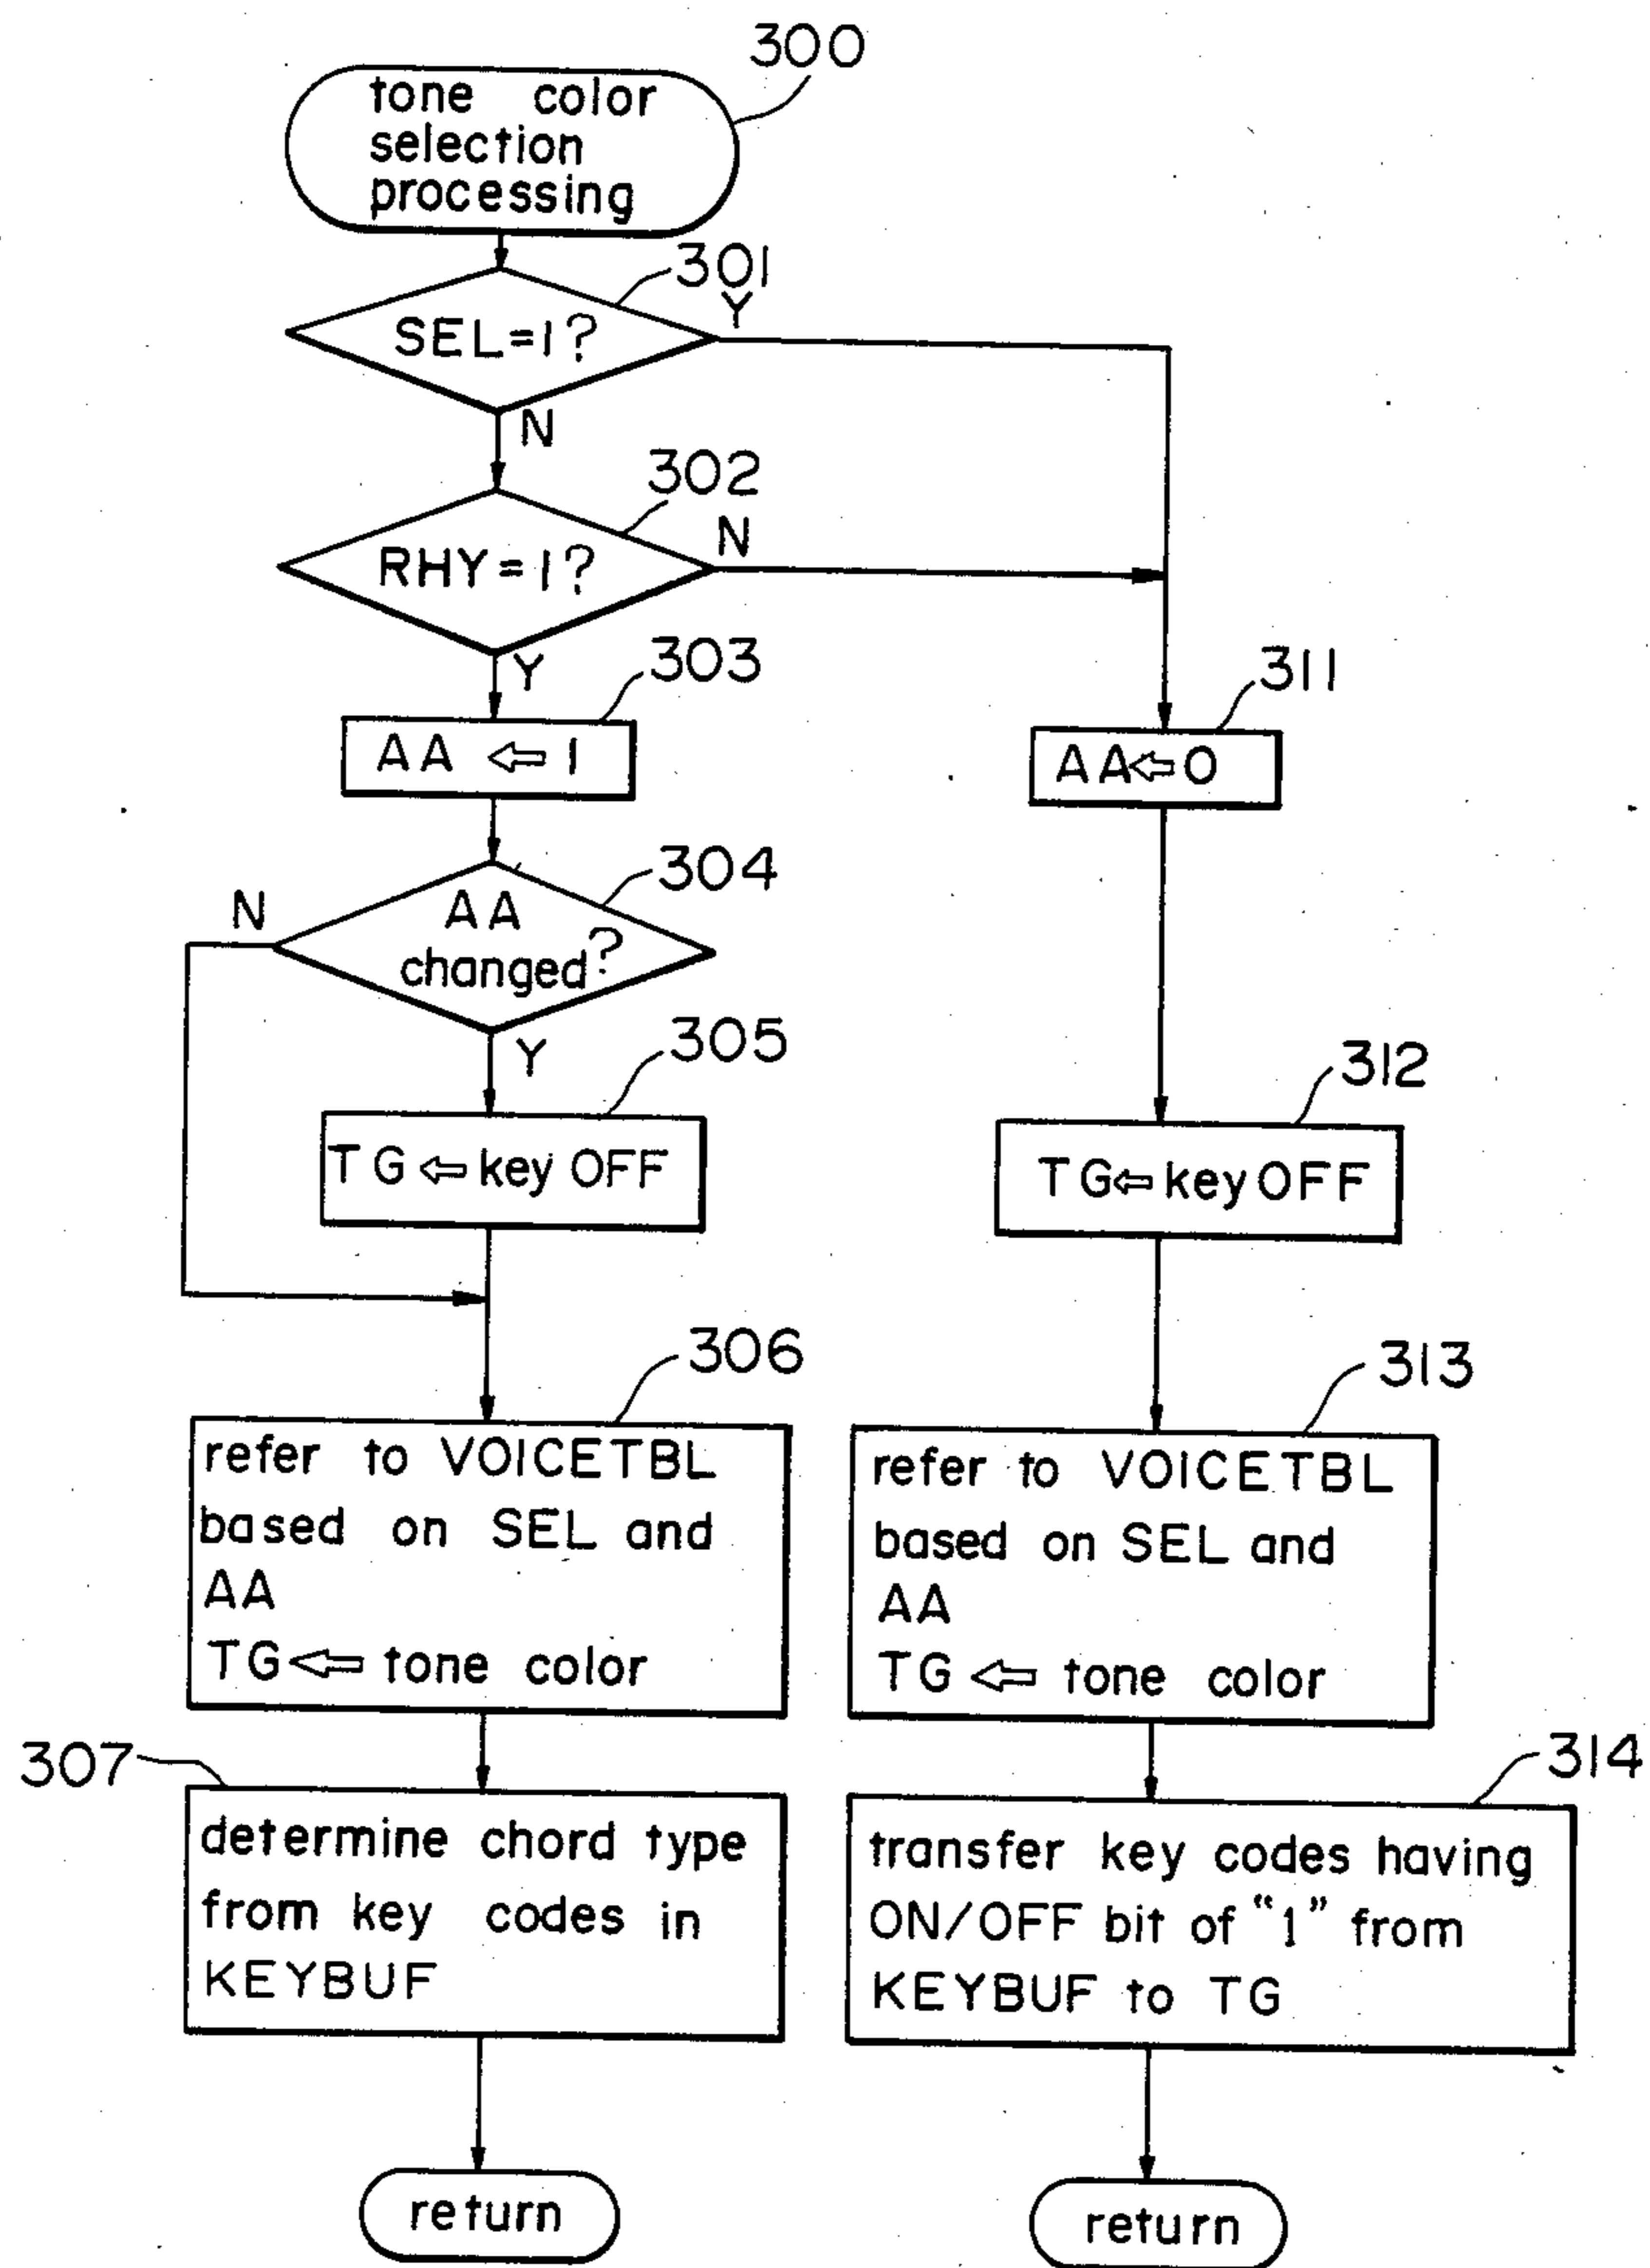 300
tone color
selection
processing
301
SEL=1?
Y
N
302
RHY=1?
N
Y
303
AA ⇐ 1
311
AA⇐0
304
AA
changed?
N
Y
305
TG ⇐ key OFF
312
TG⇐ key OFF
306
refer to VOICETBL
based on SEL and
AA
TG ⇐ tone color
313
refer to VOICETBL
based on SEL and
AA
TG ⇐ tone color
307
determine chord type
from key codes in
KEYBUF
314
transfer key codes having
ON/OFF bit of "1" from
KEYBUF to TG
return
return